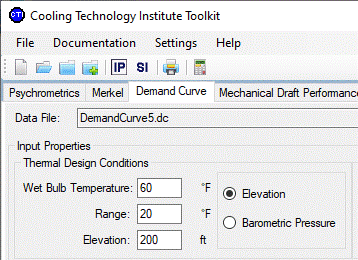 CTI Cooling Technology Institute Toolkit
File Documentation Settings Help
IP SI
Psychrometrics Merkel Demand Curve Mechanical Draft Performance
Data File: DemandCurve5.dc
Input Properties
Thermal Design Conditions
Wet Bulb Temperature: 60 °F
Elevation
Range: 20 °F
Barometric Pressure
Elevation: 200 ft